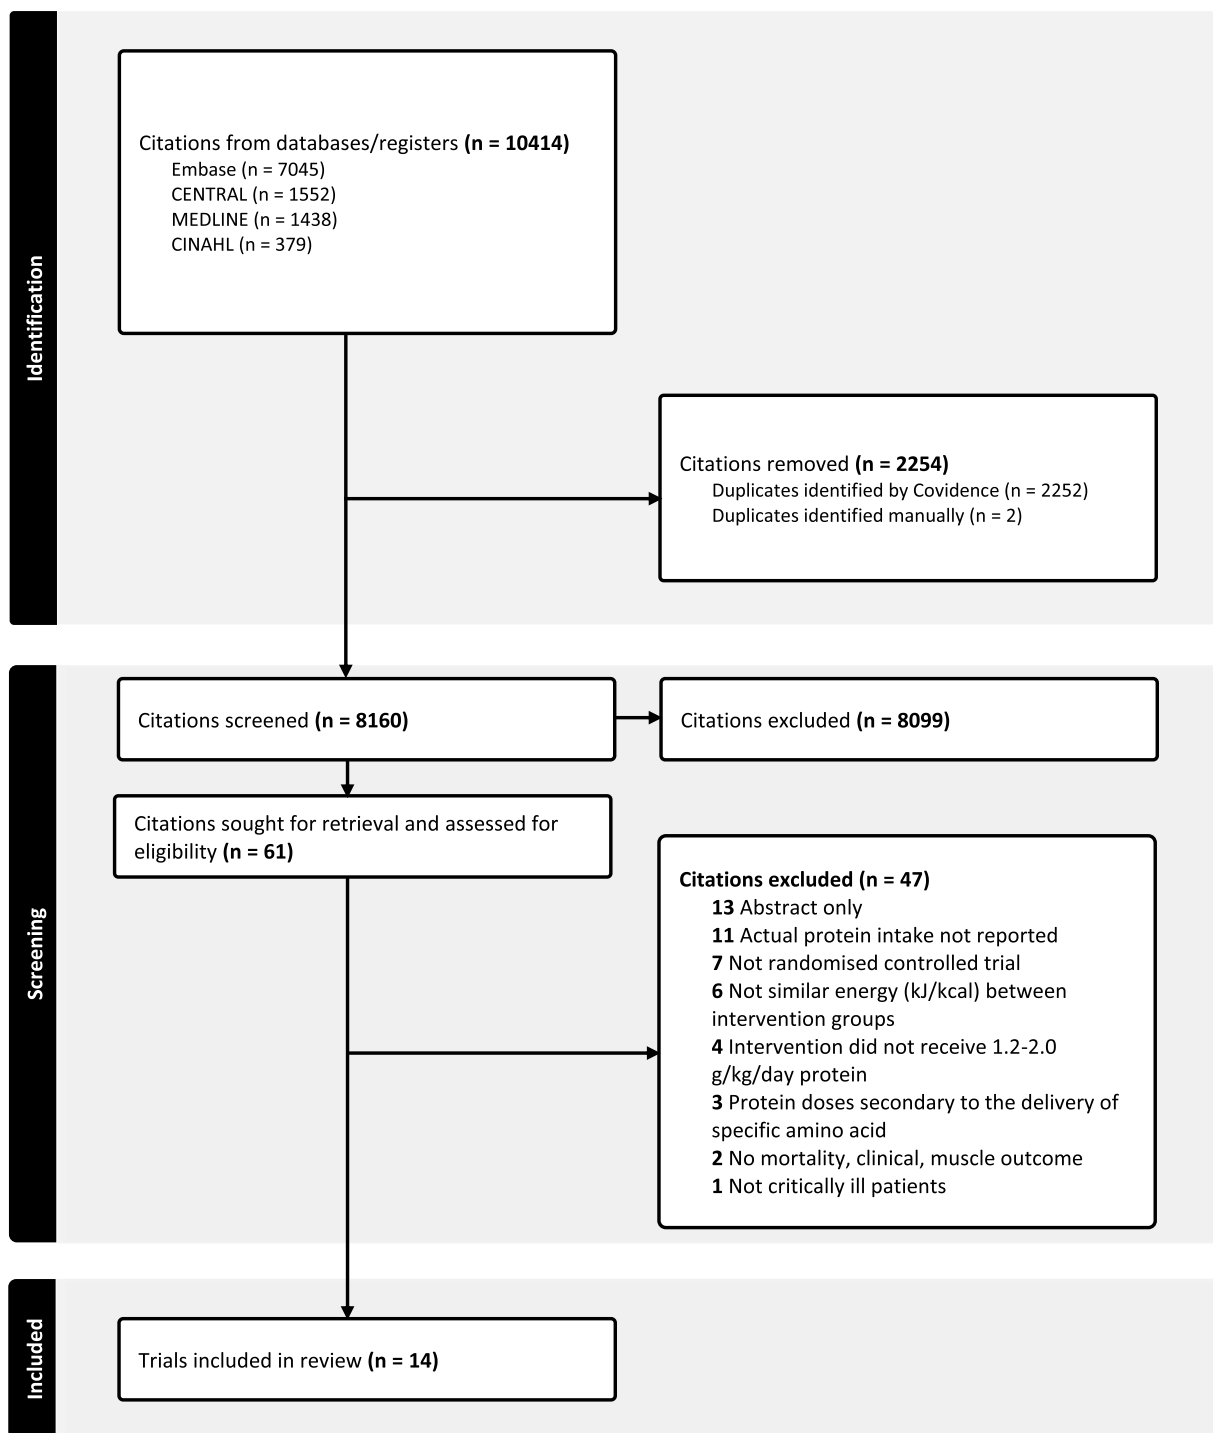 Identification
Citations from databases/registers (n = 10414)
Embase (n = 7045)
CENTRAL (n = 1552)
MEDLINE (n = 1438)
CINAHL (n = 379)
Citations removed (n = 2254)
Duplicates identified by Covidence (n = 2252)
Duplicates identified manually (n = 2)
Screening
Citations screened (n = 8160)
Citations excluded (n = 8099)
Citations sought for retrieval and assessed for
eligibility (n = 61)
Citations excluded (n = 47)
13 Abstract only
11 Actual protein intake not reported
7 Not randomised controlled trial
6 Not similar energy (kJ/kcal) between
intervention groups
4 Intervention did not receive 1.2-2.0
g/kg/day protein
3 Protein doses secondary to the delivery of
specific amino acid
2 No mortality, clinical, muscle outcome
1 Not critically ill patients
Included
Trials included in review (n = 14)